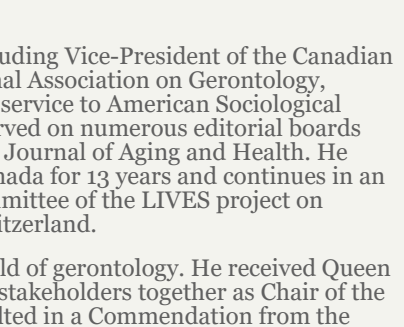 uding Vice-President of the Canadian
nal Association on Gerontology,
service to American Sociological
rved on numerous editorial boards
Journal of Aging and Health. He
nada for 13 years and continues in an
mittee of the LIVES project on
itzerland.
ld of gerontology. He received Queen
stakeholders together as Chair of the
lted in a Commendation from the